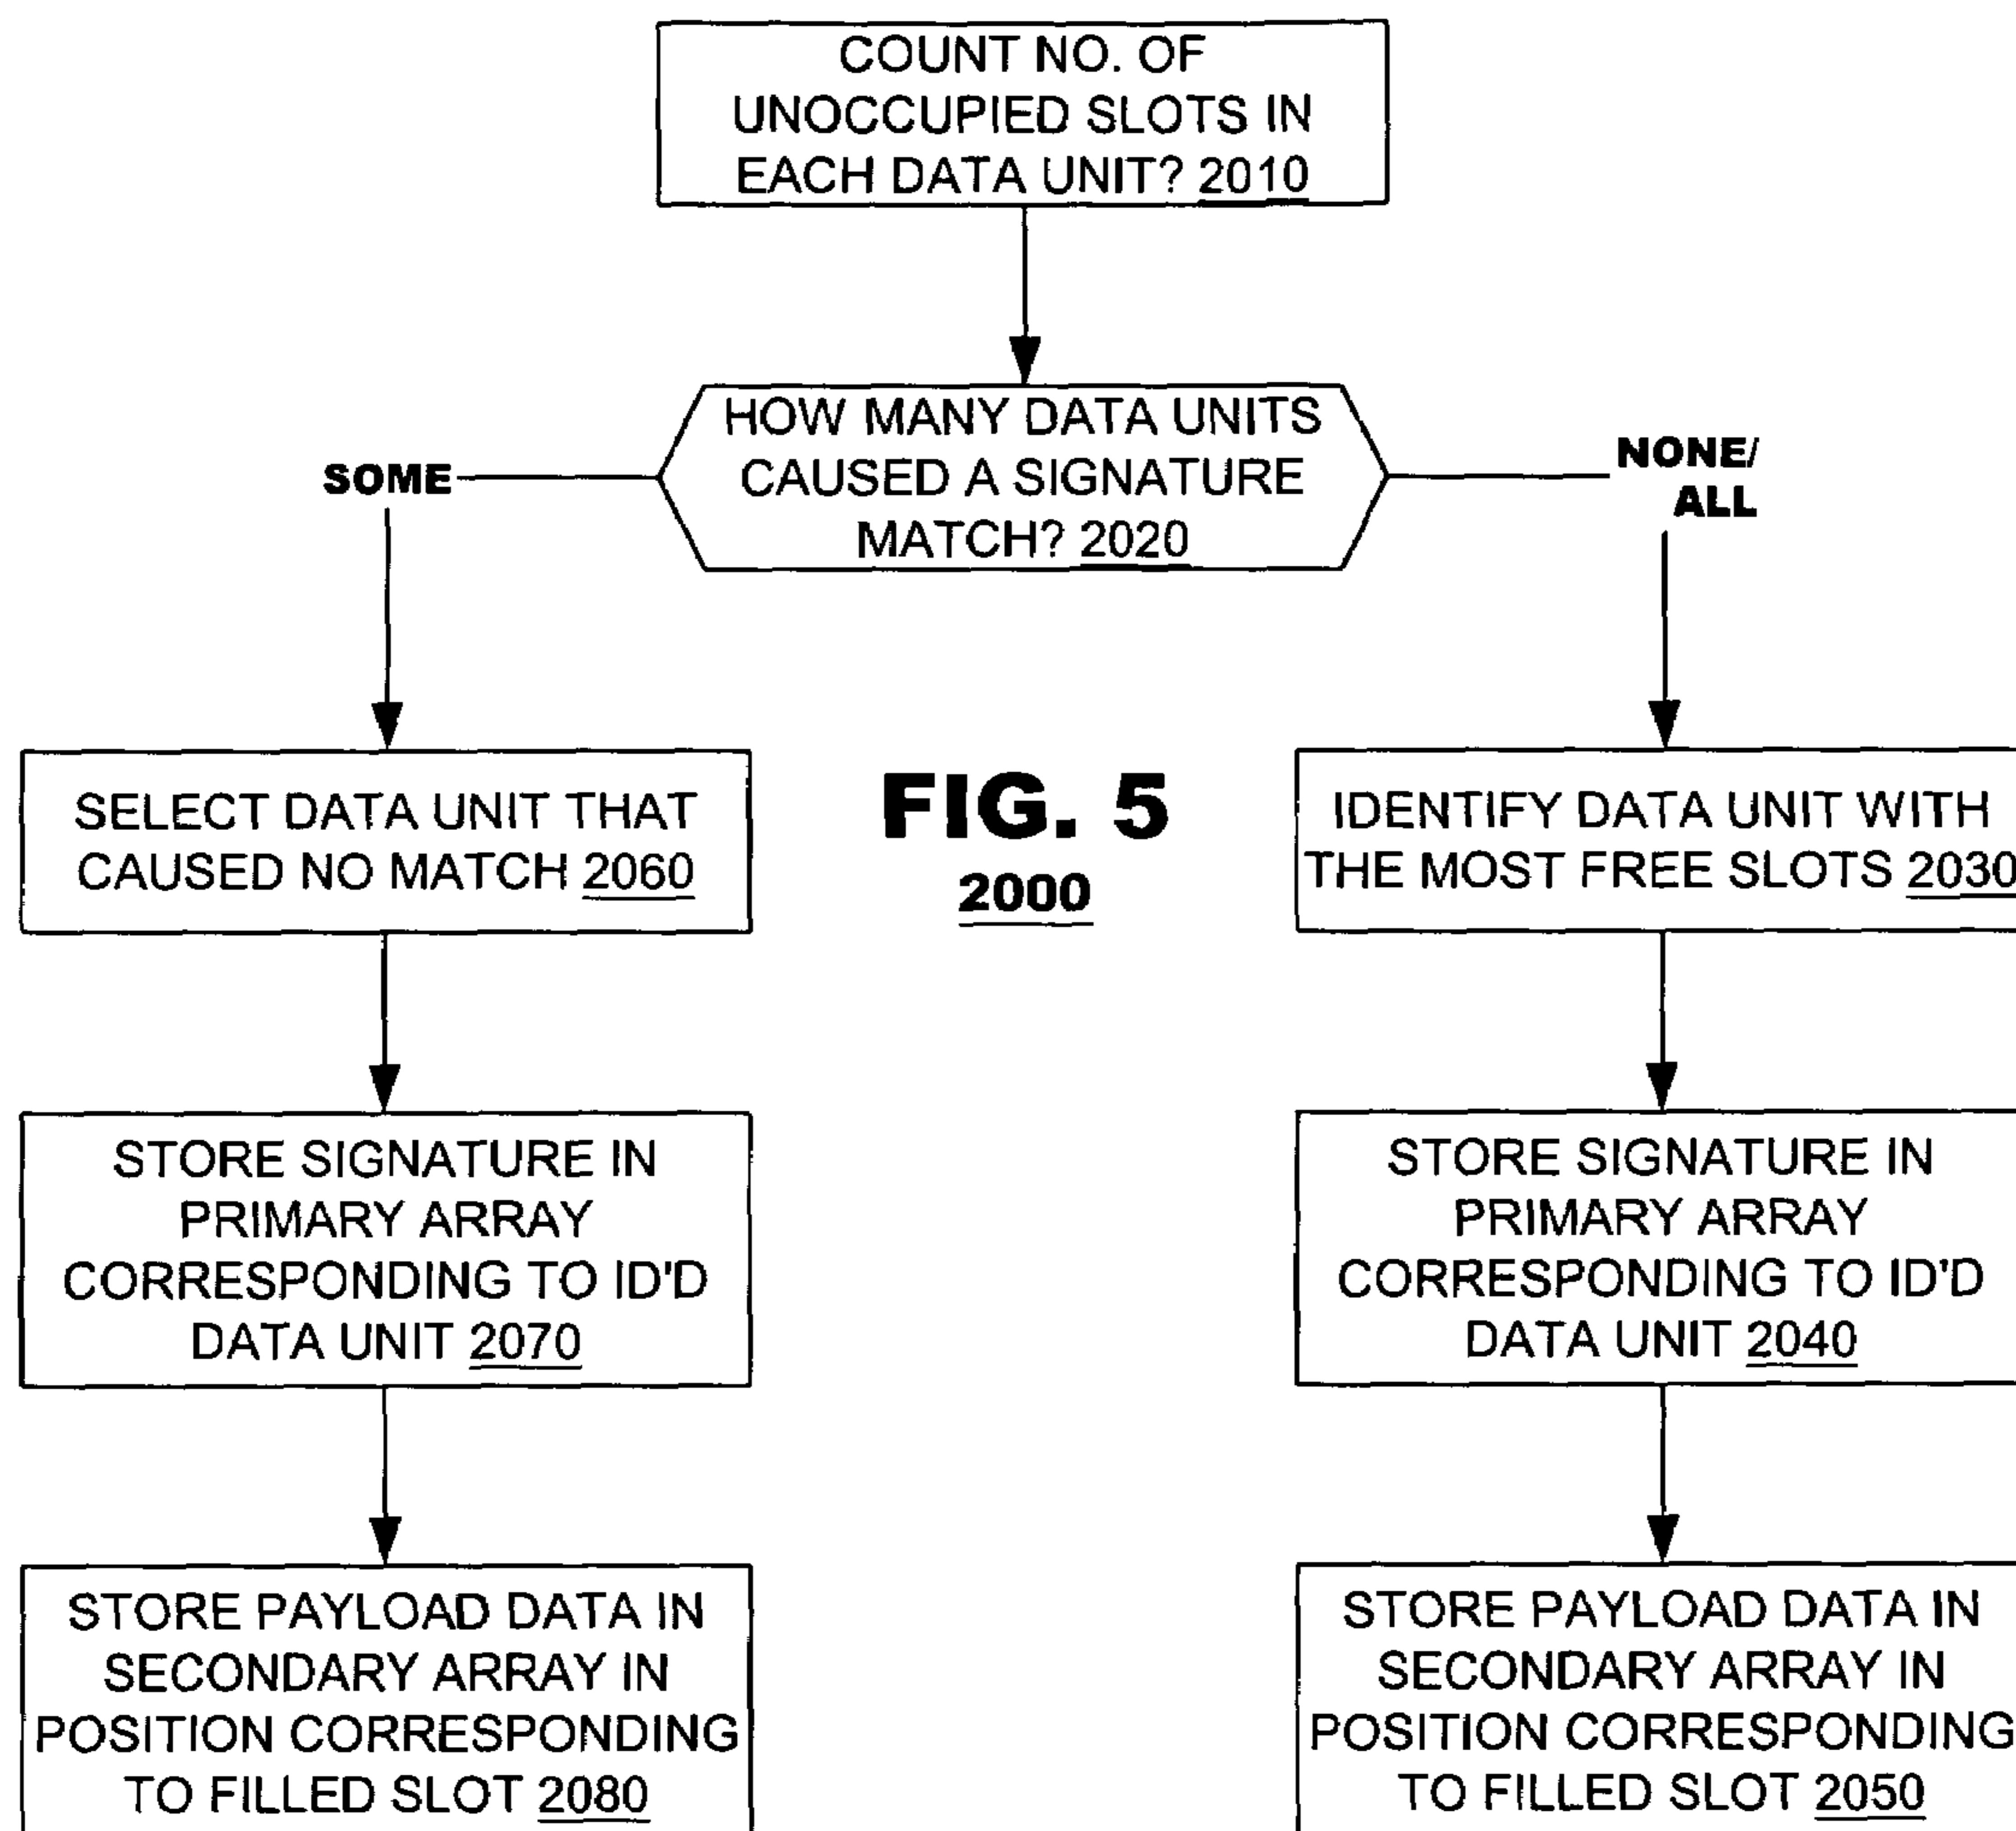 COUNT NO. OF
UNOCCUPIED SLOTS IN
EACH DATA UNIT? 2010
HOW MANY DATA UNITS
CAUSED A SIGNATURE
MATCH? 2020
SOME
NONE/
ALL
SELECT DATA UNIT THAT
CAUSED NO MATCH 2060
FIG. 5
2000
IDENTIFY DATA UNIT WITH
THE MOST FREE SLOTS 2030
STORE SIGNATURE IN
PRIMARY ARRAY
CORRESPONDING TO ID'D
DATA UNIT 2070
STORE SIGNATURE IN
PRIMARY ARRAY
CORRESPONDING TO ID'D
DATA UNIT 2040
STORE PAYLOAD DATA IN
SECONDARY ARRAY IN
POSITION CORRESPONDING
TO FILLED SLOT 2080
STORE PAYLOAD DATA IN
SECONDARY ARRAY IN
POSITION CORRESPONDING
TO FILLED SLOT 2050